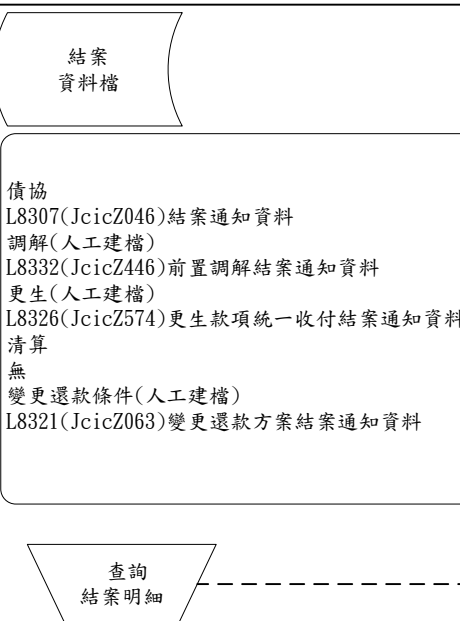 結案
資料檔
債協
L8307(JcicZ046)結案通知資料
調解(人工建檔)
L8332(JcicZ446)前置調解結案通知資料
更生(人工建檔)
L8326(JcicZ574)更生款項統一收付結案通知資料
清算
無
變更還款條件(人工建檔)
L8321(JcicZ063)變更還款方案結案通知資料
查詢
結案明細